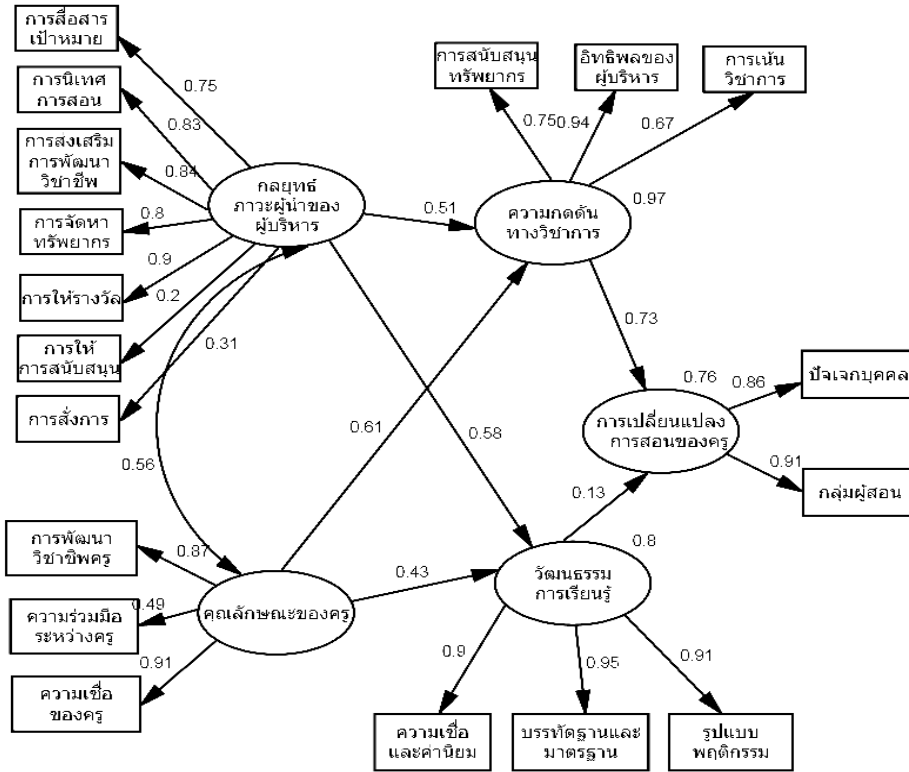 การสื่อสาร
เป้าหมาย
0.75
การนิเทศ
การสอน
0.83
การส่งเสริม
การพัฒนา
วิชาชีพ
0.84
การจัดหา
ทรัพยากร
0.8
การให้รางวัล
0.9
การให้
การสนับสนุน
0.2
การสั่งการ
0.31
กลยุทธ์
ภาวะผู้นำของ
ผู้บริหาร
0.51
0.56
0.61
0.58
การสนับสนุน
ทรัพยากร
0.75
อิทธิพลของ
ผู้บริหาร
0.94
การเน้น
วิชาการ
0.67
ความกดดัน
ทางวิชาการ
0.97
0.73
0.76
การเปลี่ยนแปลง
การสอนของครู
0.86
ปัจเจกบุคคล
0.91
กลุ่มผู้สอน
0.13
การพัฒนา
วิชาชีพครู
0.87
ความร่วมมือ
ระหว่างครู
0.49
ความเชื่อ
ของครู
0.91
คุณลักษณะของครู
0.43
0.8
วัฒนธรรม
การเรียนรู้
0.9
0.95
0.91
ความเชื่อ
และค่านิยม
บรรทัดฐานและ
มาตรฐาน
รูปแบบ
พฤติกรรม